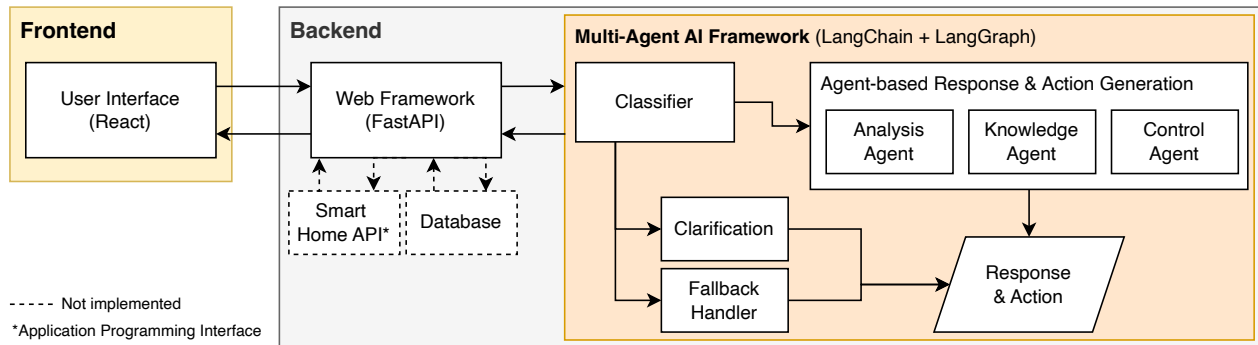 Frontend
User Interface
(React)
Backend
Web Framework
(FastAPI)
Smart
Home API*
Database
Multi-Agent AI Framework (LangChain + LangGraph)
Classifier
Agent-based Response & Action Generation
Analysis
Agent
Knowledge
Agent
Control
Agent
Clarification
Fallback
Handler
Response
& Action
Not implemented
*Application Programming Interface